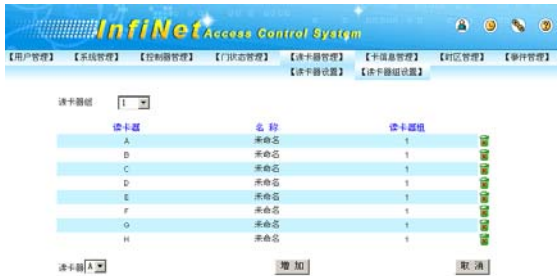 InfiNet Access Control System
【用户管理】 【系统管理】 【控制器管理】 【门状态管理】 【读卡器管理】 【卡信息管理】 【时区管理】 【事件管理】
【读卡器设置】 【读卡器组设置】
读卡器组 1
读卡器 名 称 读卡器组
A 未命名 1
B 未命名 1
C 未命名 1
D 未命名 1
E 未命名 1
F 未命名 1
G 未命名 1
H 未命名 1
读卡器 A 增 加 取 消